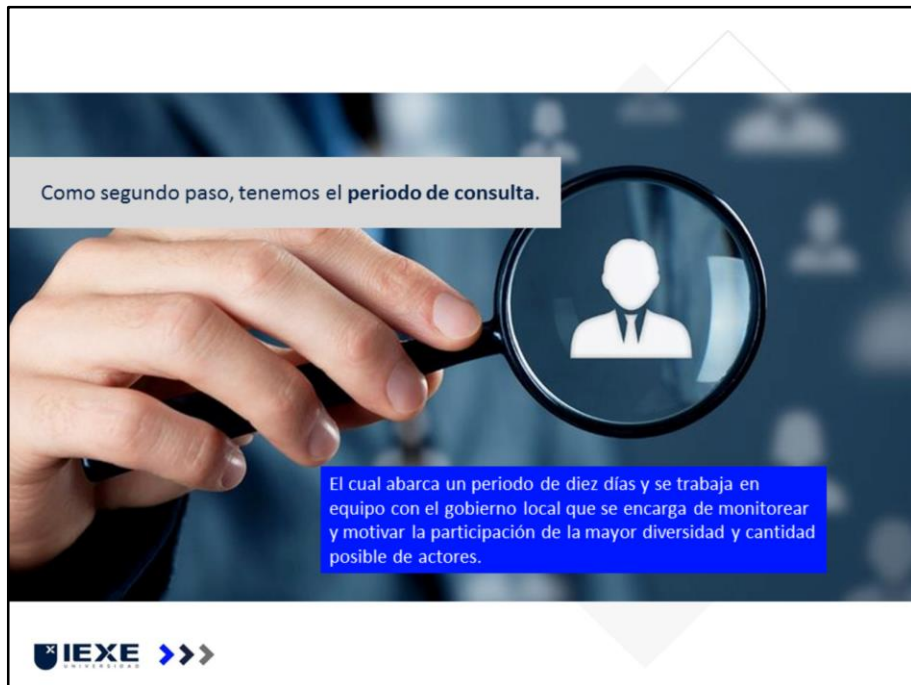 Como segundo paso, tenemos el periodo de consulta.
El cual abarca un periodo de diez días y se trabaja en
equipo con el gobierno local que se encarga de monitorear
y motivar la participación de la mayor diversidad y cantidad
posible de actores.
IEXE
UNIVERSIDAD